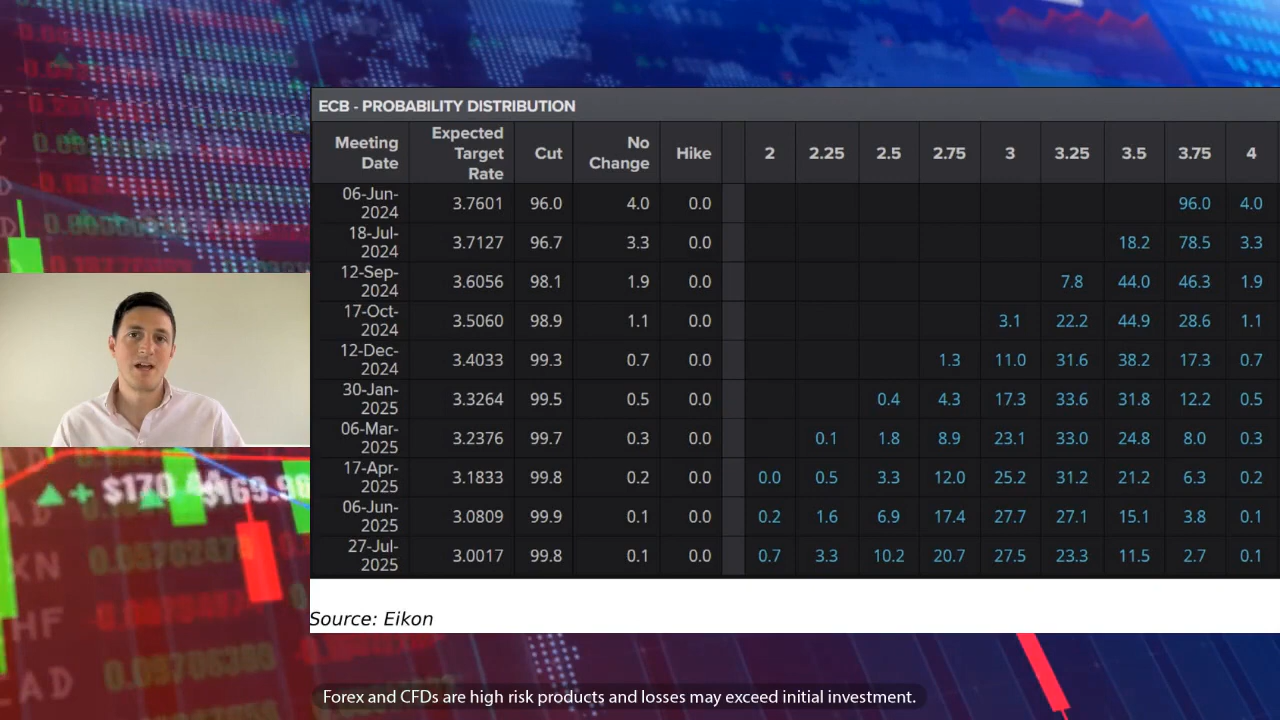 ECB - PROBABILITY DISTRIBUTION
Meeting Date Expected Target Rate Cut No Change Hike 2 2.25 2.5 2.75 3 3.25 3.5 3.75 4
06-Jun-2024 3.7601 96.0 4.0 0.0 96.0 4.0
18-Jul-2024 3.7127 96.7 3.3 0.0 18.2 78.5 3.3
12-Sep-2024 3.6056 98.1 1.9 0.0 7.8 44.0 46.3 1.9
17-Oct-2024 3.5060 98.9 1.1 0.0 3.1 22.2 44.9 28.6 1.1
12-Dec-2024 3.4033 99.3 0.7 0.0 1.3 11.0 31.6 38.2 17.3 0.7
30-Jan-2025 3.3264 99.5 0.5 0.0 0.4 4.3 17.3 33.6 31.8 12.2 0.5
06-Mar-2025 3.2376 99.7 0.3 0.0 0.1 1.8 8.9 23.1 33.0 24.8 8.0 0.3
17-Apr-2025 3.1833 99.8 0.2 0.0 0.0 0.5 3.3 12.0 25.2 31.2 21.2 6.3 0.2
06-Jun-2025 3.0809 99.9 0.1 0.0 0.2 1.6 6.9 17.4 27.7 27.1 15.1 3.8 0.1
27-Jul-2025 3.0017 99.8 0.1 0.0 0.7 3.3 10.2 20.7 27.5 23.3 11.5 2.7 0.1
Source: Eikon
Forex and CFDs are high risk products and losses may exceed initial investment.